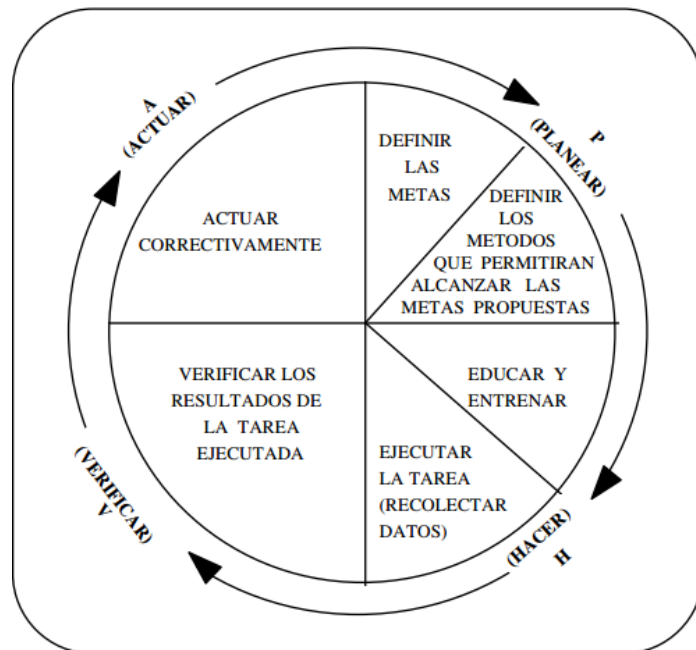 A
(ACTUAR)
P
(PLANEAR)
DEFINIR
LAS
METAS
DEFINIR
LOS
METODOS
QUE PERMITIRAN
ALCANZAR LAS
METAS PROPUESTAS
ACTUAR
CORRECTIVAMENTE
VERIFICAR LOS
RESULTADOS DE
LA TAREA
EJECUTADA
EDUCAR Y
ENTRENAR
EJECUTAR
LA TAREA
(RECOLECTAR
DATOS)
(VERIFICAR)
V
(HACER)
H